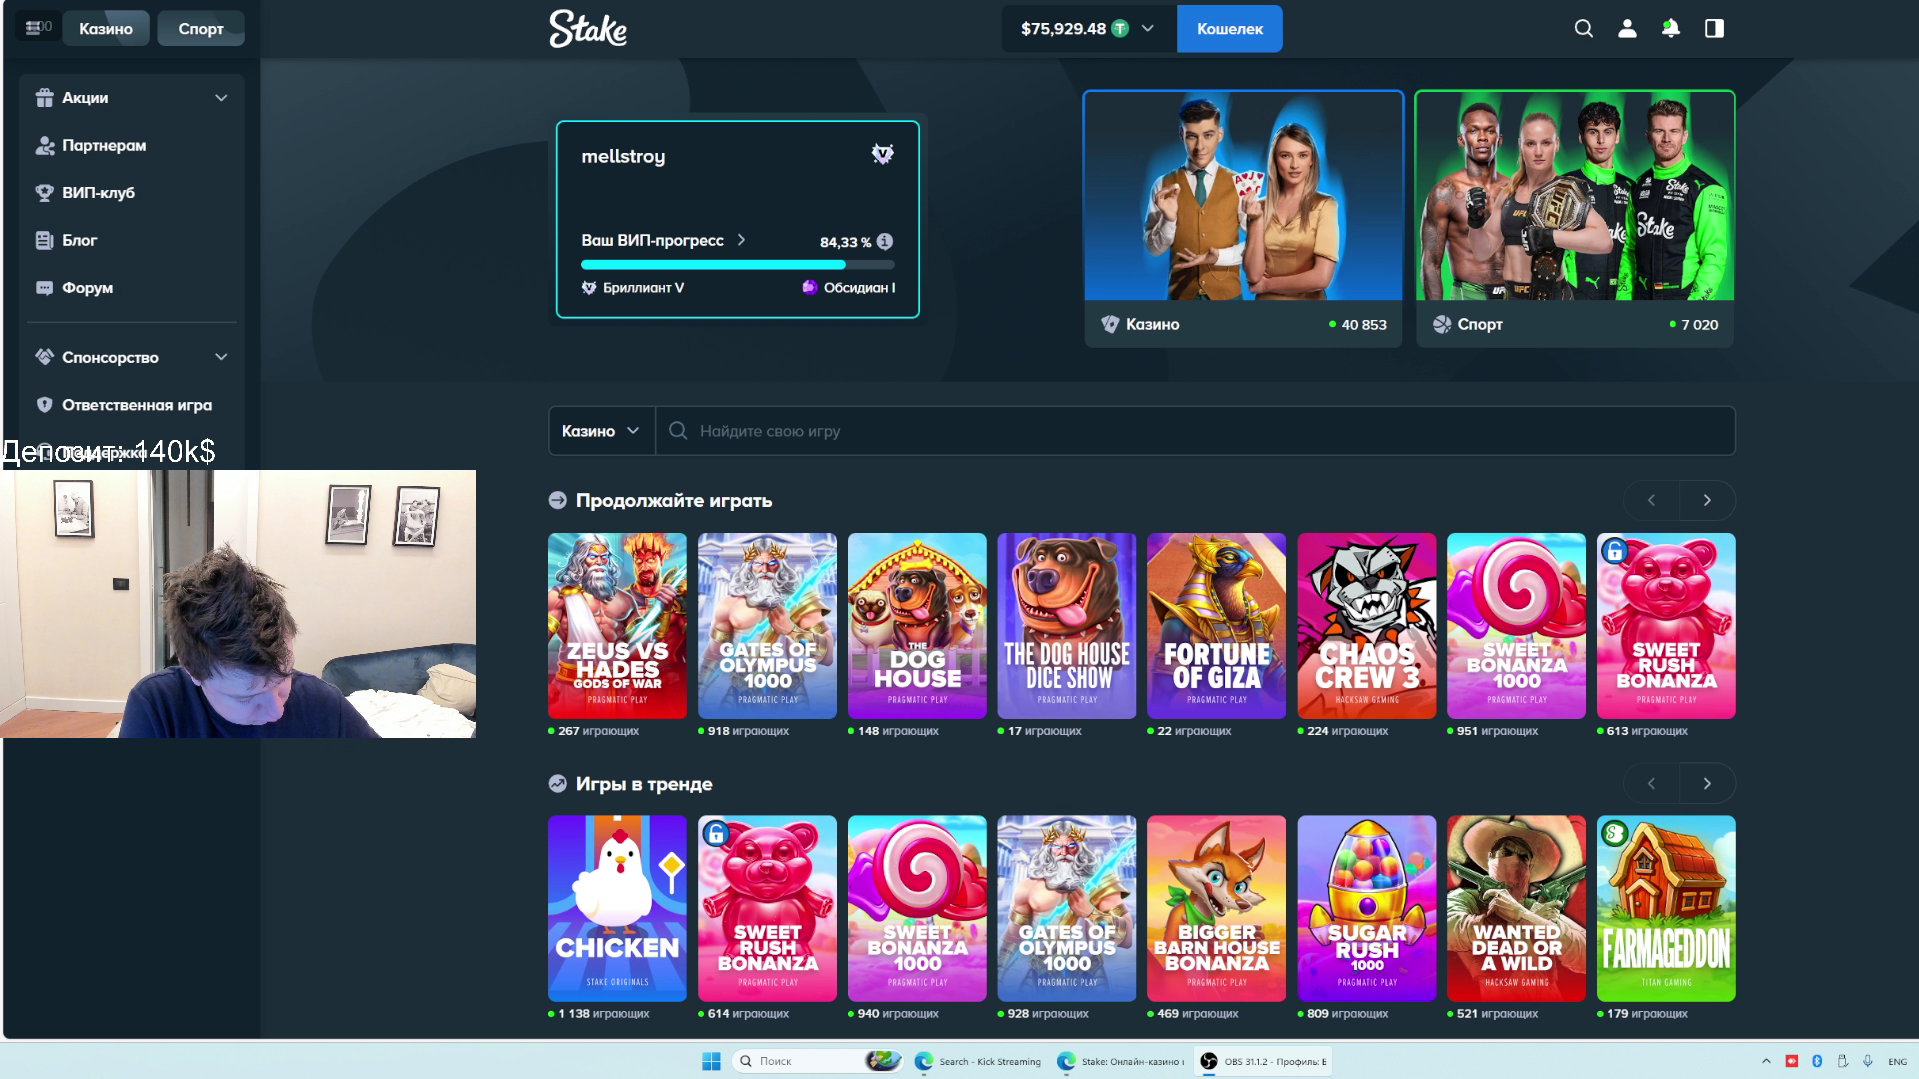 Казино
Спорт
Stake
$75,929.48
Кошелек
Акции
Партнерам
ВИП-клуб
Блог
Форум
Спонсорство
Ответственная игра
Поддержка
Депозит: 140k$
mellstroy
Ваш ВИП-прогресс
84,33 %
Бриллиант V
Обсидиан I
Казино
40 853
Спорт
7 020
Казино
Найдите свою игру
Продолжайте играть
ZEUS VS
HADES
GODS OF WAR
PRAGMATIC PLAY
267 играющих
GATES OF
OLYMPUS
1000
PRAGMATIC PLAY
918 играющих
THE
DOG
HOUSE
PRAGMATIC PLAY
148 играющих
THE DOG HOUSE
DICE SHOW
PRAGMATIC PLAY
17 играющих
FORTUNE
OF GIZA
PRAGMATIC PLAY
22 играющих
CHAOS
CREW 3
HACKSAW GAMING
224 играющих
SWEET
BONANZA
1000
PRAGMATIC PLAY
951 играющих
SWEET
RUSH
BONANZA
PRAGMATIC PLAY
613 играющих
Игры в тренде
CHICKEN
STAKE ORIGINALS
1 138 играющих
SWEET
RUSH
BONANZA
PRAGMATIC PLAY
614 играющих
SWEET
BONANZA
1000
PRAGMATIC PLAY
940 играющих
GATES OF
OLYMPUS
1000
PRAGMATIC PLAY
928 играющих
BIGGER
BARN HOUSE
BONANZA
PRAGMATIC PLAY
469 играющих
SUGAR
RUSH
1000
PRAGMATIC PLAY
809 играющих
WANTED
DEAD OR
A WILD
HACKSAW GAMING
521 играющих
FARMAGEDDON
TITAN GAMING
179 играющих
Поиск
Search - Kick Streaming
Stake: Онлайн-казино
OBS 31.1.2 - Профиль: Б
ENG